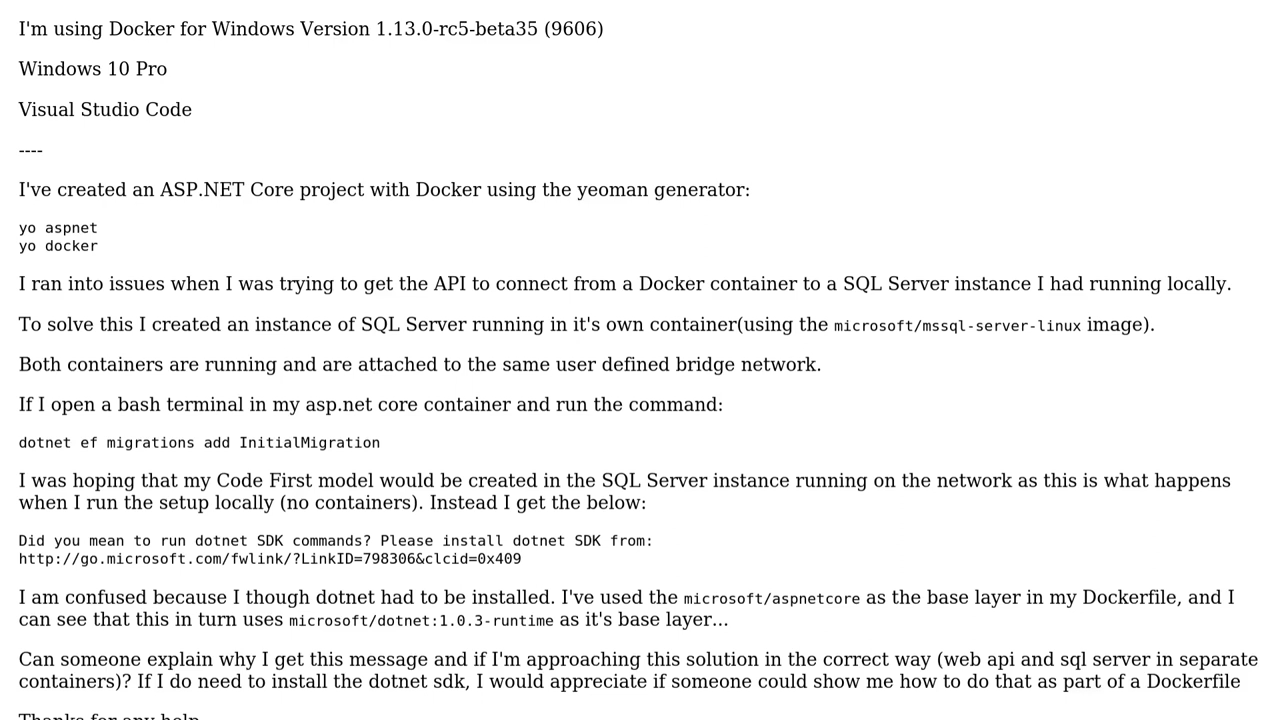 I'm using Docker for Windows Version 1.13.0-rc5-beta35 (9606)
Windows 10 Pro
Visual Studio Code
----
I've created an ASP.NET Core project with Docker using the yeoman generator:
yo aspnet
yo docker
I ran into issues when I was trying to get the API to connect from a Docker container to a SQL Server instance I had running locally.
To solve this I created an instance of SQL Server running in it's own container(using the microsoft/mssql-server-linux image).
Both containers are running and are attached to the same user defined bridge network.
If I open a bash terminal in my asp.net core container and run the command:
dotnet ef migrations add InitialMigration
I was hoping that my Code First model would be created in the SQL Server instance running on the network as this is what happens
when I run the setup locally (no containers). Instead I get the below:
Did you mean to run dotnet SDK commands? Please install dotnet SDK from:
http://go.microsoft.com/fwlink/?LinkID=798306&clcid=0x409
I am confused because I though dotnet had to be installed. I've used the microsoft/aspnetcore as the base layer in my Dockerfile, and I
can see that this in turn uses microsoft/dotnet:1.0.3-runtime as it's base layer...
Can someone explain why I get this message and if I'm approaching this solution in the correct way (web api and sql server in separate
containers)? If I do need to install the dotnet sdk, I would appreciate if someone could show me how to do that as part of a Dockerfile
Thanks for any help